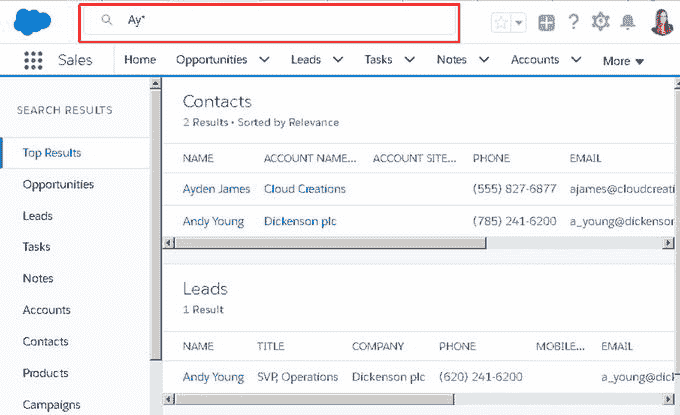 Ay*
Sales Home Opportunities Leads Tasks Notes Accounts More
SEARCH RESULTS
Top Results
Opportunities
Leads
Tasks
Notes
Accounts
Contacts
Products
Campaigns
Contacts
2 Results • Sorted by Relevance
NAME ACCOUNT NAME... ACCOUNT SITE... PHONE EMAIL
Ayden James Cloud Creations (555) 827-6877 ajames@cloudcreati
Andy Young Dickenson plc (785) 241-6200 a_young@dickenson
Leads
1 Result
NAME TITLE COMPANY PHONE MOBILE... EMAIL
Andy Young SVP, Operations Dickenson plc (620) 241-6200 a_young@dick